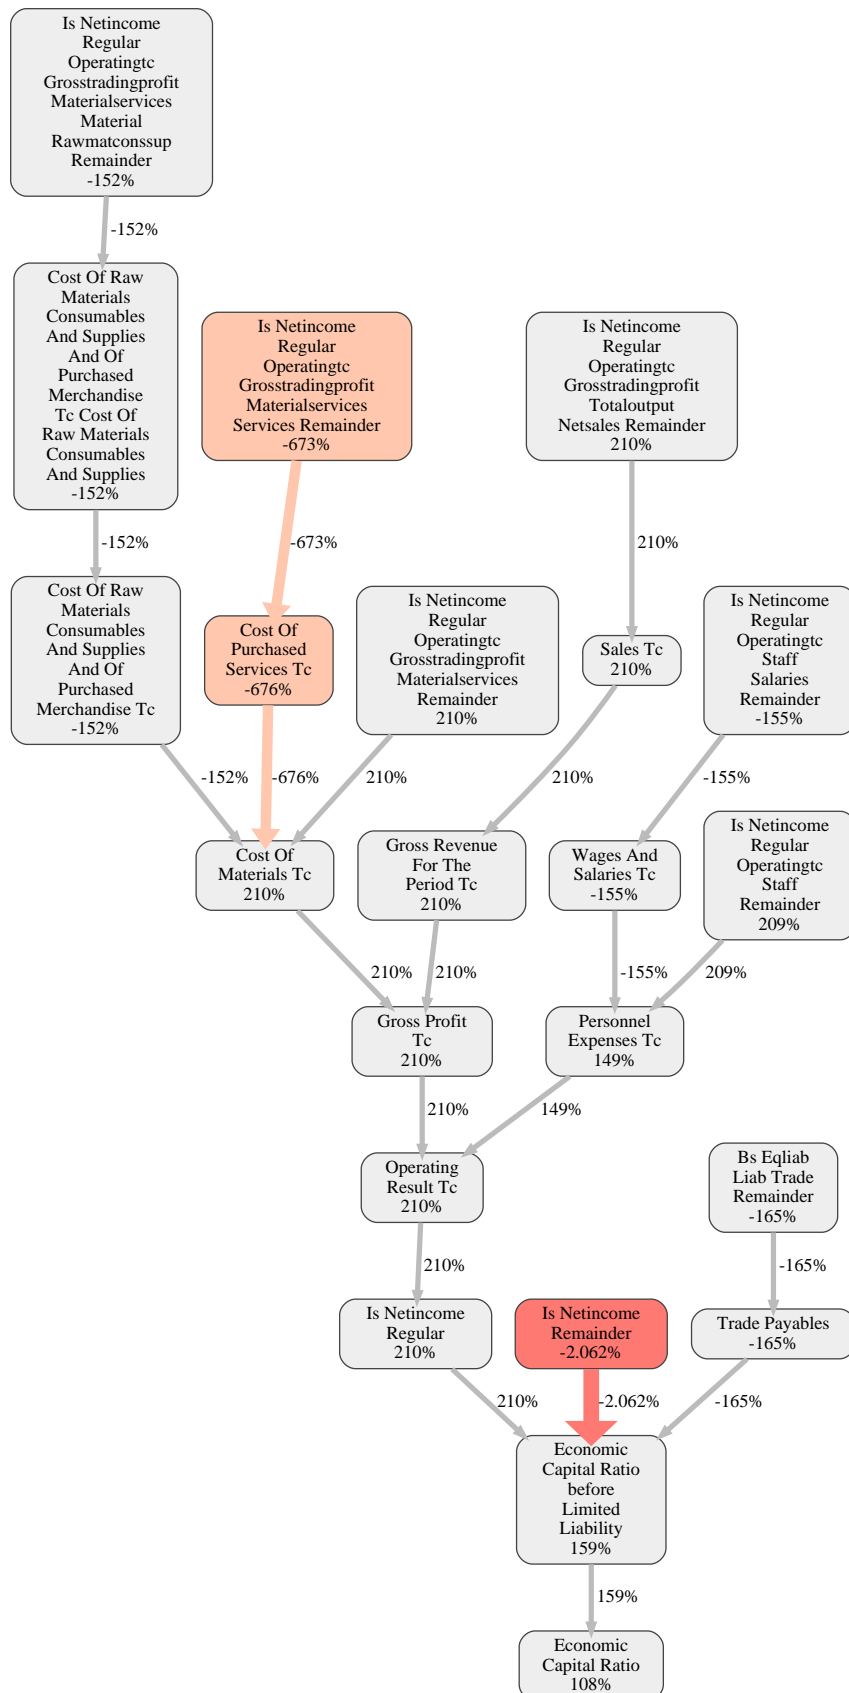 Is Netincome
Regular
Operatingtc
Grosstradingprofit
Materialservices
Material
Rawmatconssup
Remainder
-152%
-152%
Cost Of Raw
Materials
Consumables
And Supplies
And Of
Purchased
Merchandise
Tc Cost Of
Raw Materials
Consumables
And Supplies
-152%
Is Netincome
Regular
Operatingtc
Grosstradingprofit
Materialservices
Services Remainder
-673%
Is Netincome
Regular
Operatingtc
Grosstradingprofit
Totaloutput
Netsales Remainder
210%
-152%
-673%
210%
Cost Of Raw
Materials
Consumables
And Supplies
And Of
Purchased
Merchandise Tc
-152%
Cost Of
Purchased
Services Tc
-676%
Is Netincome
Regular
Operatingtc
Grosstradingprofit
Materialservices
Remainder
210%
Sales Tc
210%
Is Netincome
Regular
Operatingtc
Staff
Salaries
Remainder
-155%
-152%
-676%
210%
210%
-155%
Cost Of
Materials Tc
210%
Gross Revenue
For The
Period Tc
210%
Wages And
Salaries Tc
-155%
Is Netincome
Regular
Operatingtc
Staff
Remainder
209%
210%
210%
-155%
209%
Gross Profit
Tc
210%
Personnel
Expenses Tc
149%
210%
149%
Operating
Result Tc
210%
Bs Eqliab
Liab Trade
Remainder
-165%
210%
-165%
Is Netincome
Regular
210%
Is Netincome
Remainder
-2.062%
Trade Payables
-165%
210%
-2.062%
-165%
Economic
Capital Ratio
before
Limited
Liability
159%
159%
Economic
Capital Ratio
108%